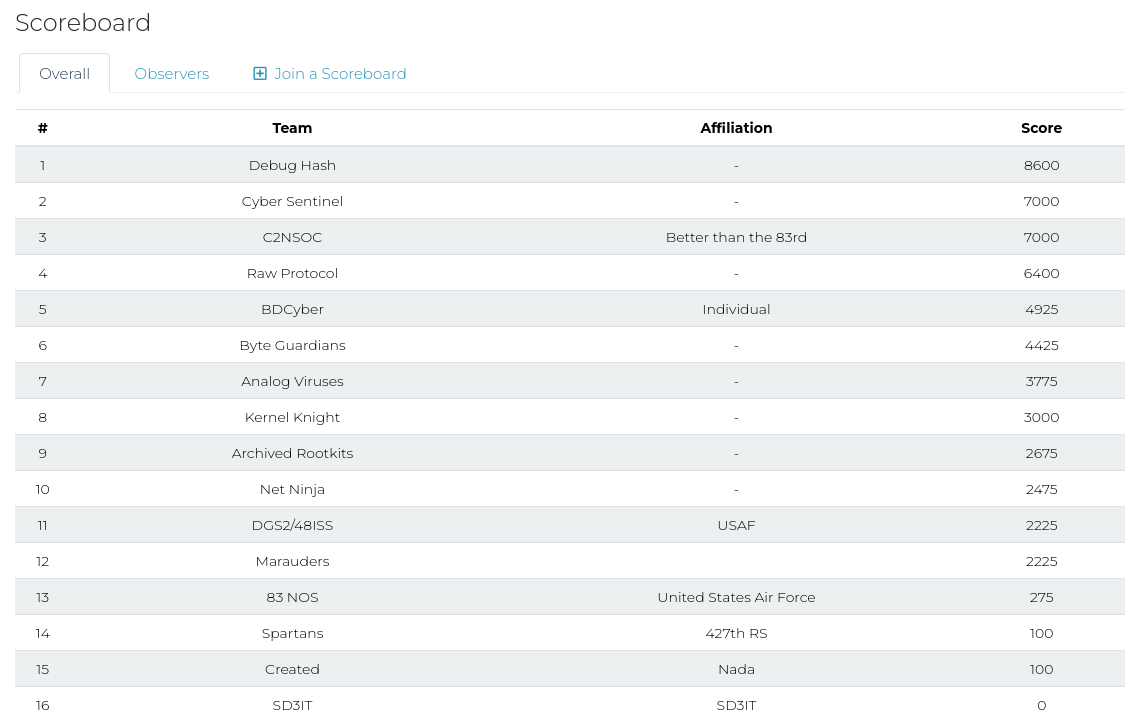 Scoreboard
Overall Observers Join a Scoreboard
# Team Affiliation Score
1 Debug Hash - 8600
2 Cyber Sentinel - 7000
3 C2NSOC Better than the 83rd 7000
4 Raw Protocol - 6400
5 BDCyber Individual 4925
6 Byte Guardians - 4425
7 Analog Viruses - 3775
8 Kernel Knight - 3000
9 Archived Rootkits - 2675
10 Net Ninja - 2475
11 DGS2/48ISS USAF 2225
12 Marauders 2225
13 83 NOS United States Air Force 275
14 Spartans 427th RS 100
15 Created Nada 100
16 SD3IT SD3IT 0